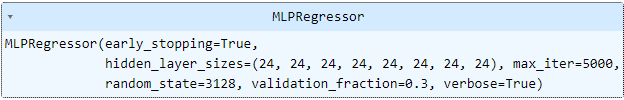 MLPRegressor
MLPRegressor(early_stopping=True,
hidden_layer_sizes=(24, 24, 24, 24, 24, 24, 24), max_iter=5000,
random_state=3128, validation_fraction=0.3, verbose=True)